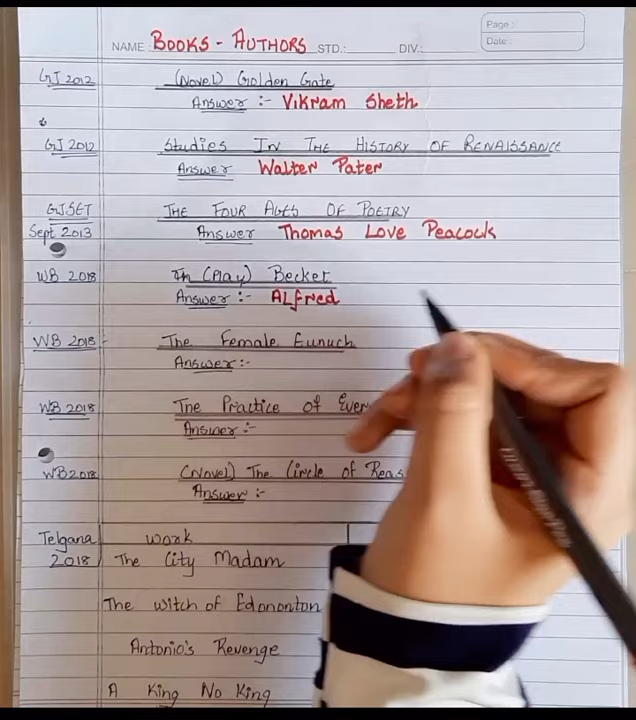 Page :
Date :
NAME : BOOKS - AUTHORS STD.: DIV.:
GJ 2012 (Novel) Golden Gate
Answer :- Vikram Sheth
GJ 2012 Studies In The History Of Renaissance
Answer Walter Pater
GJSET The Four Ages Of Poetry
Sept 2013 Answer Thomas Love Peacock
WB 2018 (Play) Becket
Answer :- ALfred
WB 2018 :- The Female Eunuch
Answer :-
WB 2018 The Practice of Ever
Answer :-
WB 2018 (Novel) The Circle of Reas
Answer :-
Telgana work
2018 The City Madam
The witch of Edmonton
Antonio's Revenge
A King No King